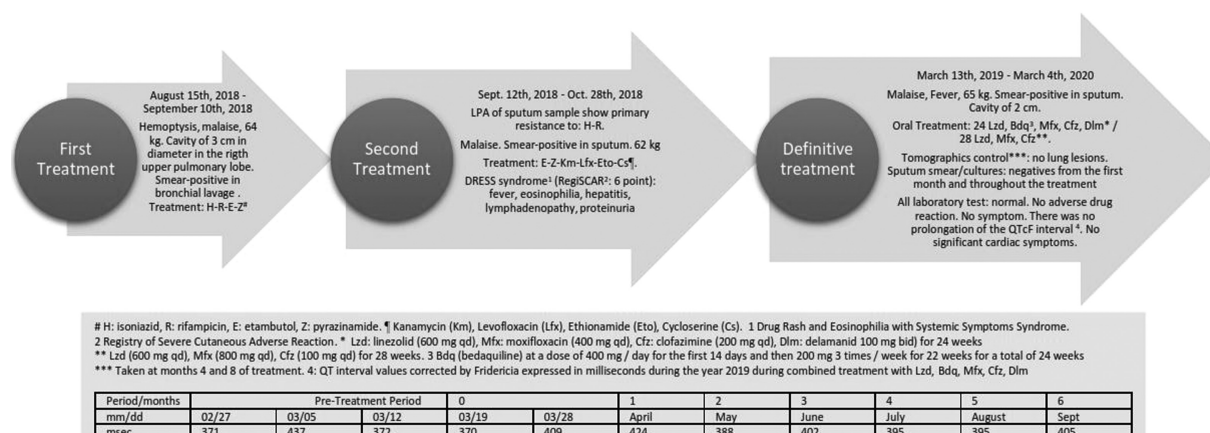 First
Treatment
August 15th, 2018 -
September 10th, 2018
Hemoptysis, malaise, 64
kg. Cavity of 3 cm in
diameter in the rigth
upper pulmonary lobe.
Smear-positive in
bronchial lavage .
Treatment: H-R-E-Z#
Second
Treatment
Sept. 12th, 2018 - Oct. 28th, 2018
LPA of sputum sample show primary
resistance to: H-R.
Malaise. Smear-positive in sputum. 62 kg
Treatment: E-Z-Km-Lfx-Eto-Cs¶.
DRESS syndrome¹ (RegiSCAR²: 6 point):
fever, eosinophilia, hepatitis,
lymphadenopathy, proteinuria
Definitive
treatment
March 13th, 2019 - March 4th, 2020
Malaise, Fever, 65 kg. Smear-positive in sputum.
Cavity of 2 cm.
Oral Treatment: 24 Lzd, Bdq³, Mfx, Cfz, Dlm* /
28 Lzd, Mfx, Cfz**.
Tomographics control***: no lung lesions.
Sputum smear/cultures: negatives from the first
month and throughout the treatment
All laboratory test: normal. No adverse drug
reaction. No symptom. There was no
prolongation of the QTcF interval ⁴. No
significant cardiac symptoms.
# H: isoniazid, R: rifampicin, E: etambutol, Z: pyrazinamide. ¶ Kanamycin (Km), Levofloxacin (Lfx), Ethionamide (Eto), Cycloserine (Cs). 1 Drug Rash and Eosinophilia with Systemic Symptoms Syndrome.
2 Registry of Severe Cutaneous Adverse Reaction. * Lzd: linezolid (600 mg qd), Mfx: moxifloxacin (400 mg qd), Cfz: clofazimine (200 mg qd), Dlm: delamanid 100 mg bid) for 24 weeks
** Lzd (600 mg qd), Mfx (800 mg qd), Cfz (100 mg qd) for 28 weeks. 3 Bdq (bedaquiline) at a dose of 400 mg / day for the first 14 days and then 200 mg 3 times / week for 22 weeks for a total of 24 weeks
*** Taken at months 4 and 8 of treatment. 4: QT interval values corrected by Fridericia expressed in milliseconds during the year 2019 during combined treatment with Lzd, Bdq, Mfx, Cfz, Dlm
Period/months Pre-Treatment Period 0 1 2 3 4 5 6
mm/dd 02/27 03/05 03/12 03/19 03/28 April May June July August Sept
msec 371 437 372 370 409 424 388 402 395 395 405